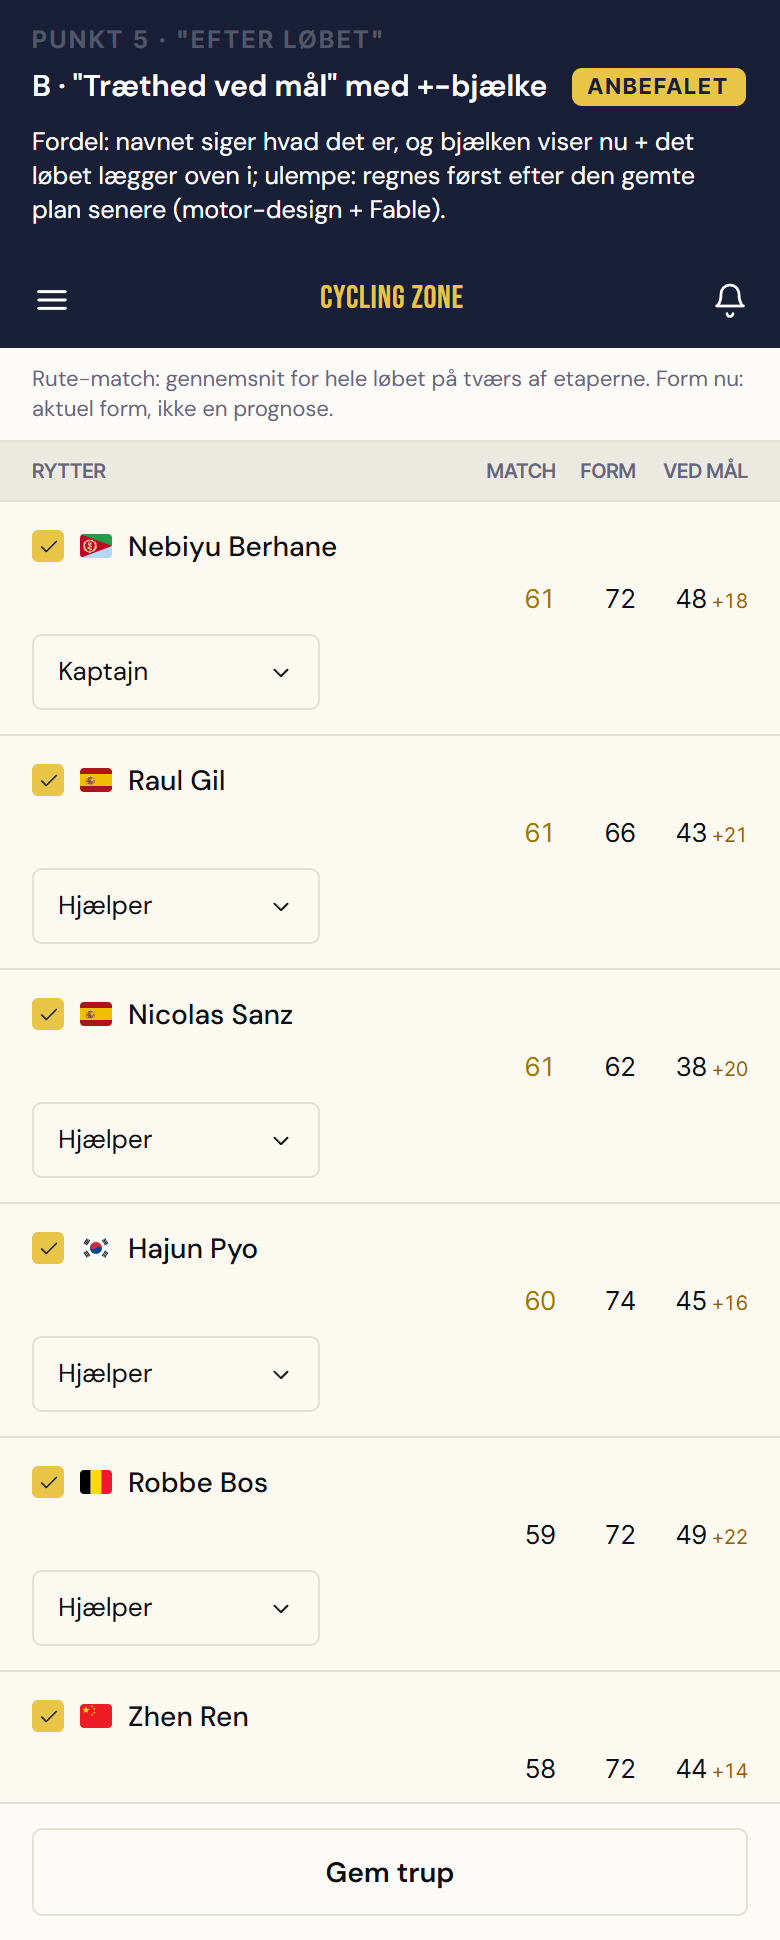 PUNKT 5 · "EFTER LØBET"
B · "Træthed ved mål" med +-bjælke ANBEFALET
Fordel: navnet siger hvad det er, og bjælken viser nu + det
løbet lægger oven i; ulempe: regnes først efter den gemte
plan senere (motor-design + Fable).
CYCLING ZONE
Rute-match: gennemsnit for hele løbet på tværs af etaperne. Form nu:
aktuel form, ikke en prognose.
RYTTER MATCH FORM VED MÅL
Nebiyu Berhane
61 72 48 +18
Kaptajn
Raul Gil
61 66 43 +21
Hjælper
Nicolas Sanz
61 62 38 +20
Hjælper
Hajun Pyo
60 74 45 +16
Hjælper
Robbe Bos
59 72 49 +22
Hjælper
Zhen Ren
58 72 44 +14
Gem trup